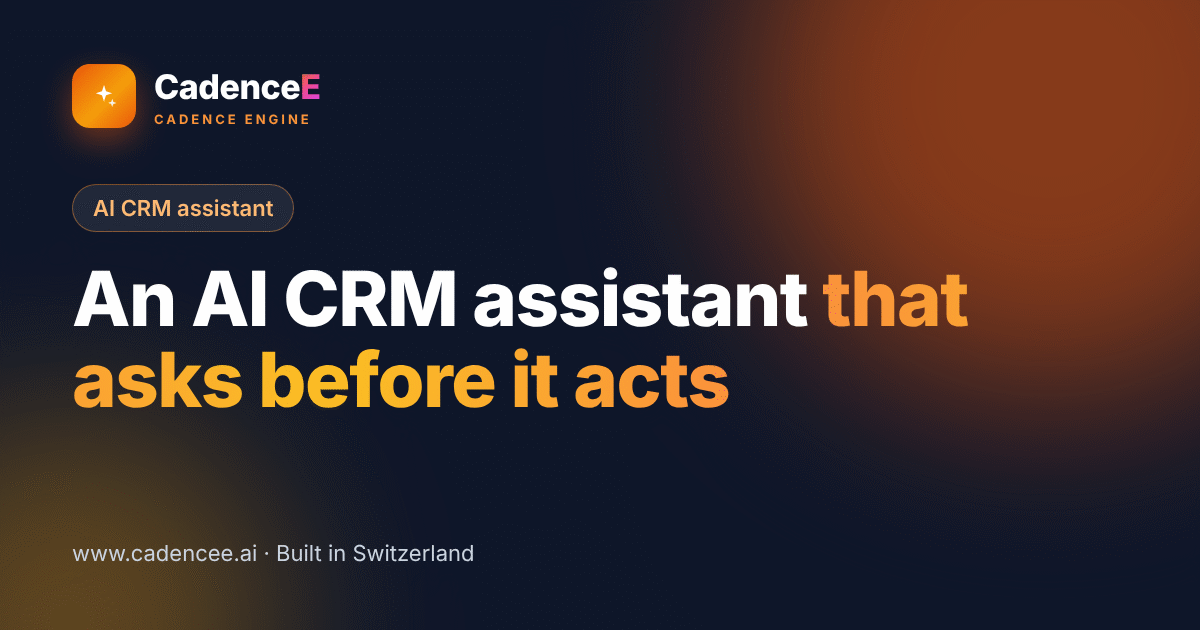 CadenceE
CADENCE ENGINE
AI CRM assistant
An AI CRM assistant that
asks before it acts
www.cadencee.ai · Built in Switzerland